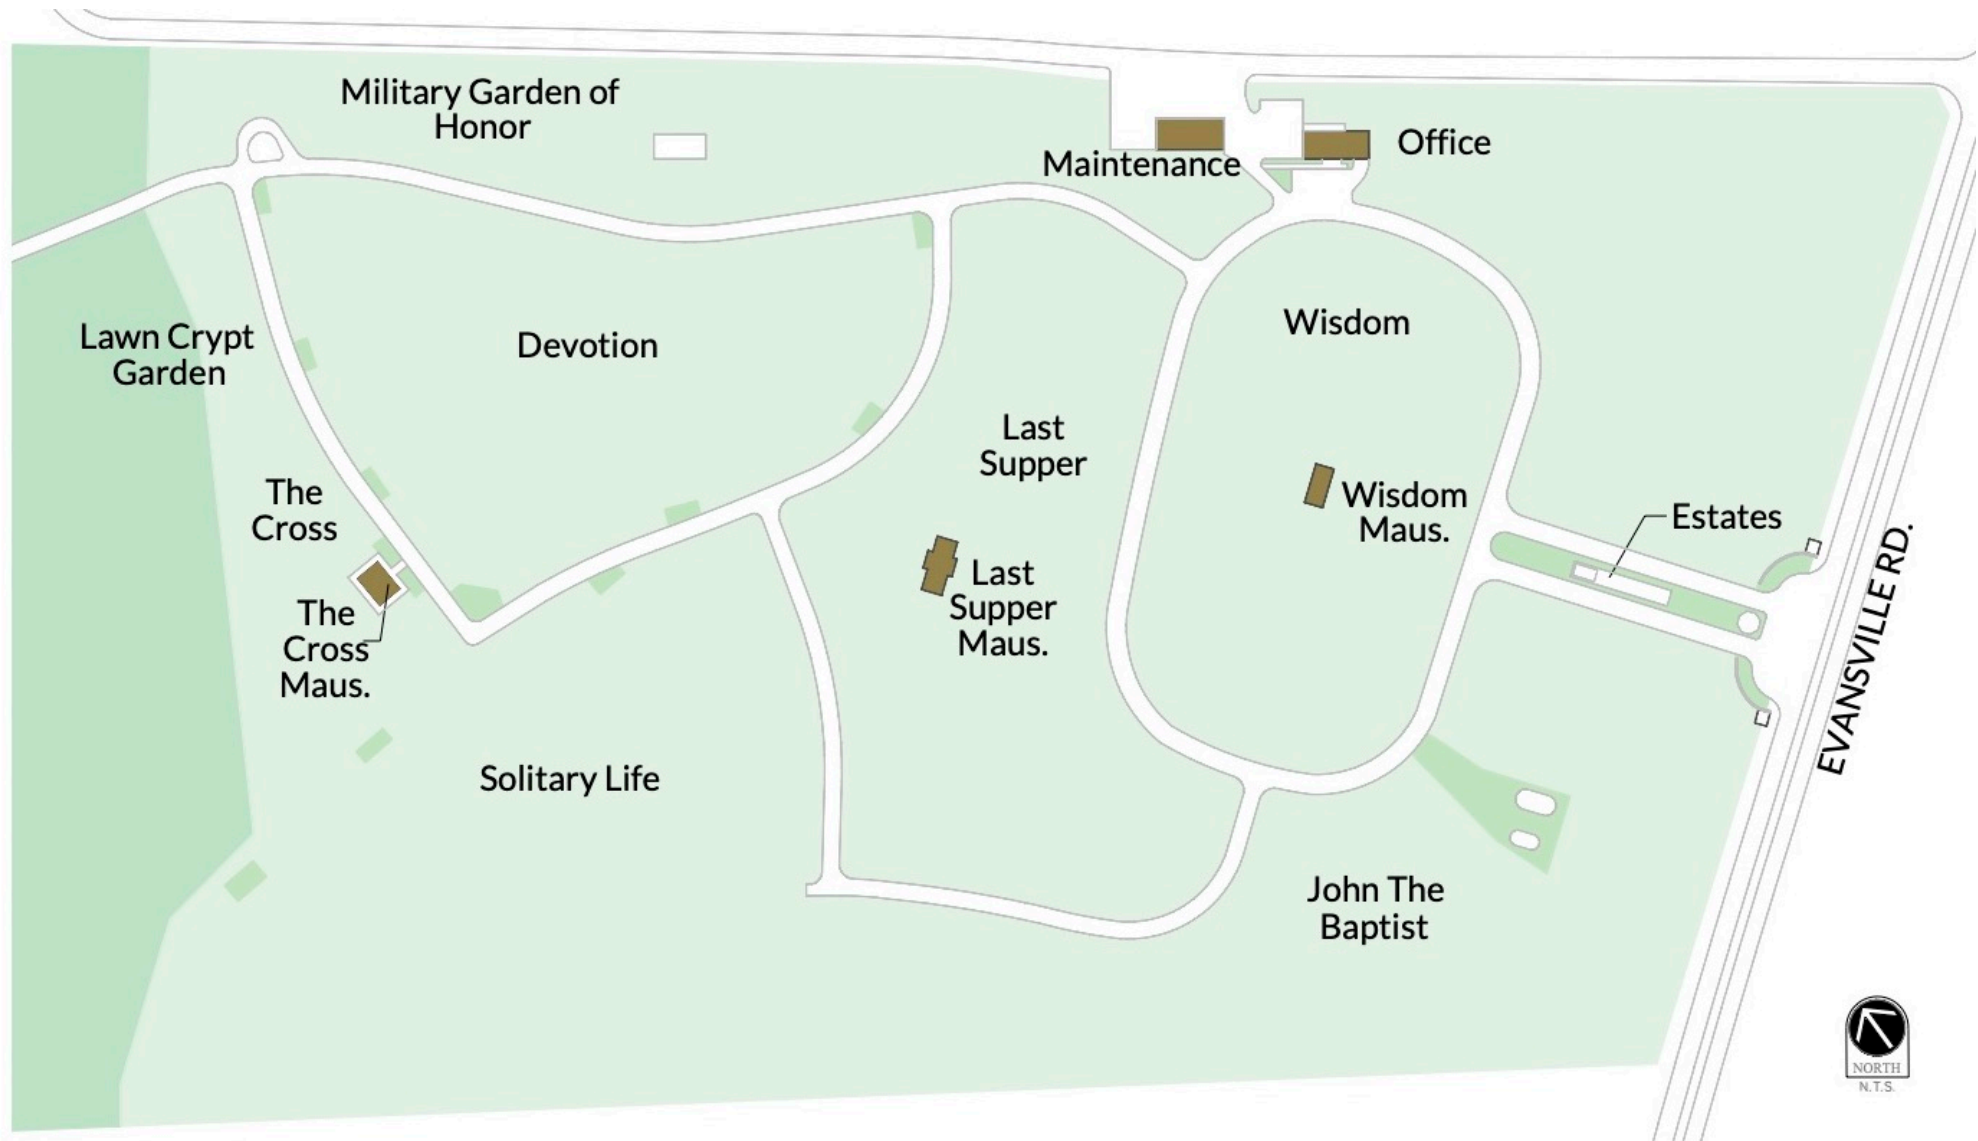 Military Garden of
Honor
Maintenance
Office
Lawn Crypt
Garden
Devotion
Wisdom
Last
Supper
The
Cross
Wisdom
Maus.
Estates
EVANSVILLE RD.
Last
Supper
Maus.
The
Cross
Maus.
Solitary Life
John The
Baptist
NORTH
N.T.S.